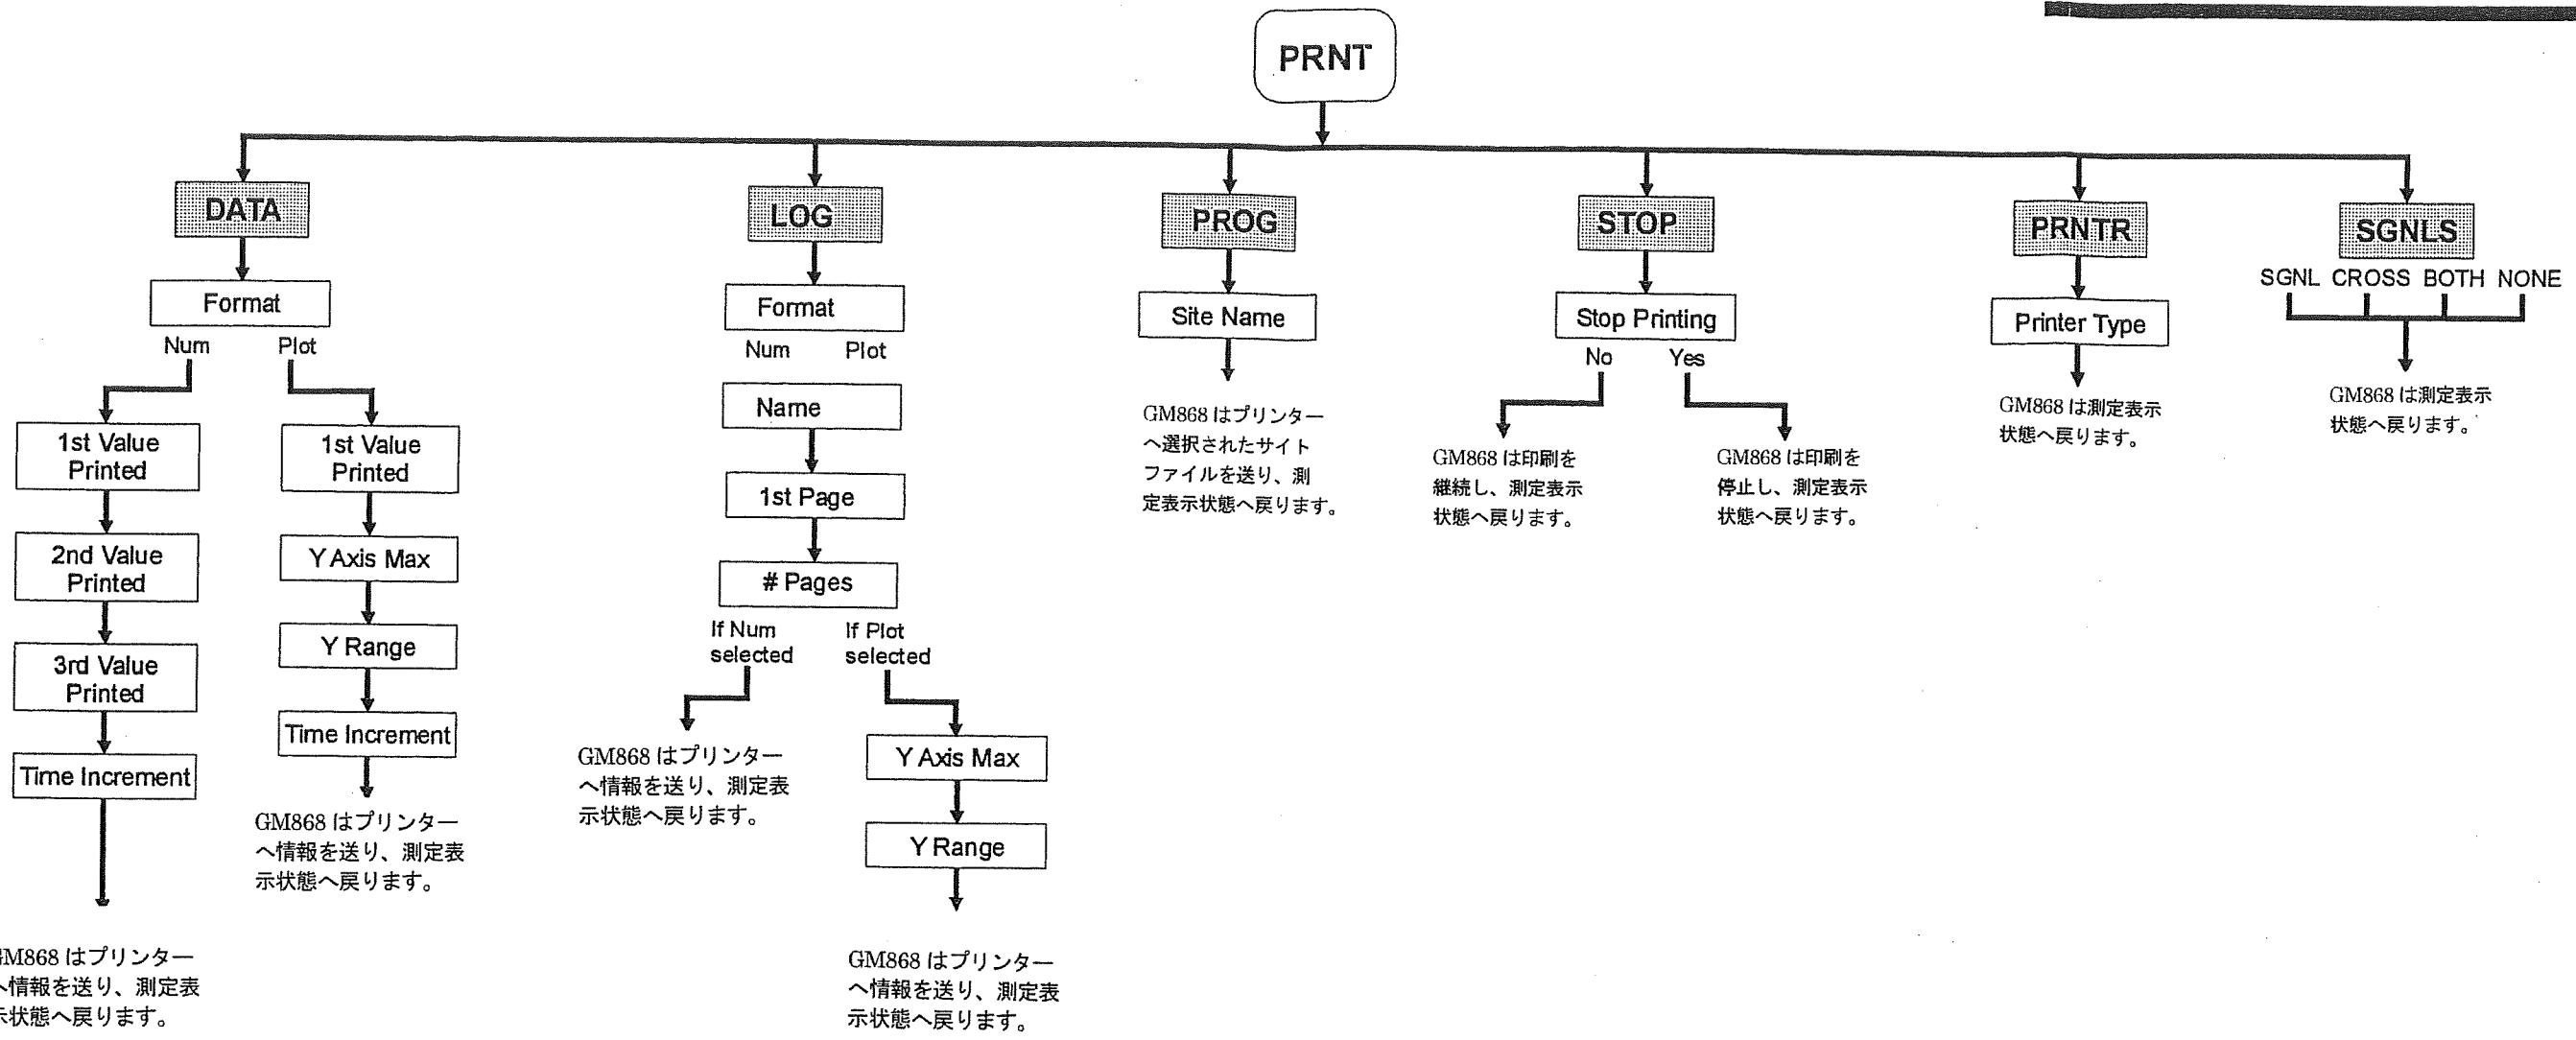 PRNT
DATA
Format
Num Plot
1st Value
Printed
2nd Value
Printed
3rd Value
Printed
Time Increment
GM868 はプリンター
へ情報を送り、測定表
示状態へ戻ります。
1st Value
Printed
Y Axis Max
Y Range
Time Increment
GM868 はプリンター
へ情報を送り、測定表
示状態へ戻ります。
LOG
Format
Num Plot
Name
1st Page
# Pages
If Num
selected
GM868 はプリンター
へ情報を送り、測定表
示状態へ戻ります。
If Plot
selected
Y Axis Max
Y Range
GM868 はプリンター
へ情報を送り、測定表
示状態へ戻ります。
PROG
Site Name
GM868 はプリンター
へ選択されたサイト
ファイルを送り、測
定表示状態へ戻ります。
STOP
Stop Printing
No Yes
GM868 は印刷を
継続し、測定表示
状態へ戻ります。
GM868 は印刷を
停止し、測定表示
状態へ戻ります。
PRNTR
Printer Type
GM868 は測定表示
状態へ戻ります。
SGNLS
SGNL CROSS BOTH NONE
GM868 は測定表示
状態へ戻ります。